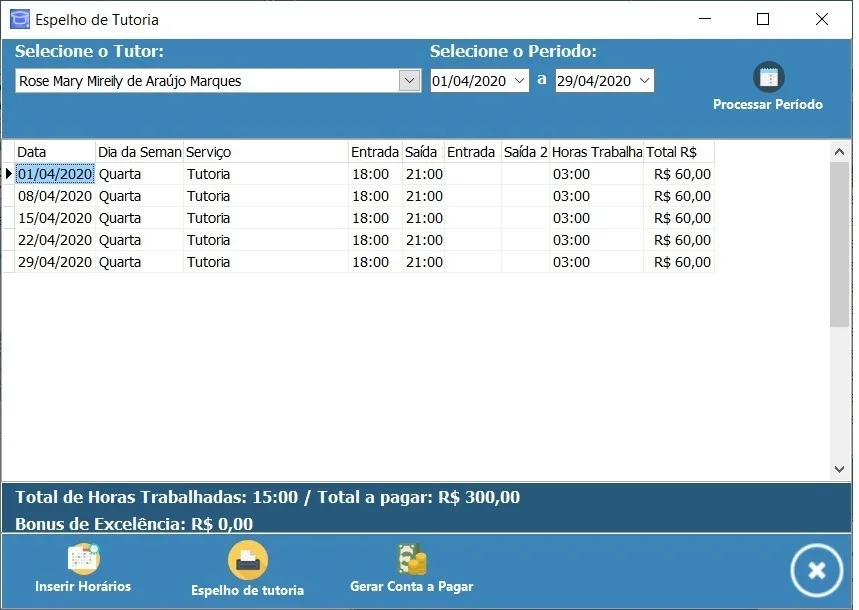 Espelho de Tutoria
Selecione o Tutor: Selecione o Periodo:
Rose Mary Mireily de Araújo Marques 01/04/2020 a 29/04/2020
Processar Período
Data Dia da Seman Serviço Entrada Saída Entrada Saída 2 Horas Trabalha Total R$
01/04/2020 Quarta Tutoria 18:00 21:00 03:00 R$ 60,00
08/04/2020 Quarta Tutoria 18:00 21:00 03:00 R$ 60,00
15/04/2020 Quarta Tutoria 18:00 21:00 03:00 R$ 60,00
22/04/2020 Quarta Tutoria 18:00 21:00 03:00 R$ 60,00
29/04/2020 Quarta Tutoria 18:00 21:00 03:00 R$ 60,00
Total de Horas Trabalhadas: 15:00 / Total a pagar: R$ 300,00
Bonus de Excelência: R$ 0,00
Inserir Horários Espelho de tutoria Gerar Conta a Pagar